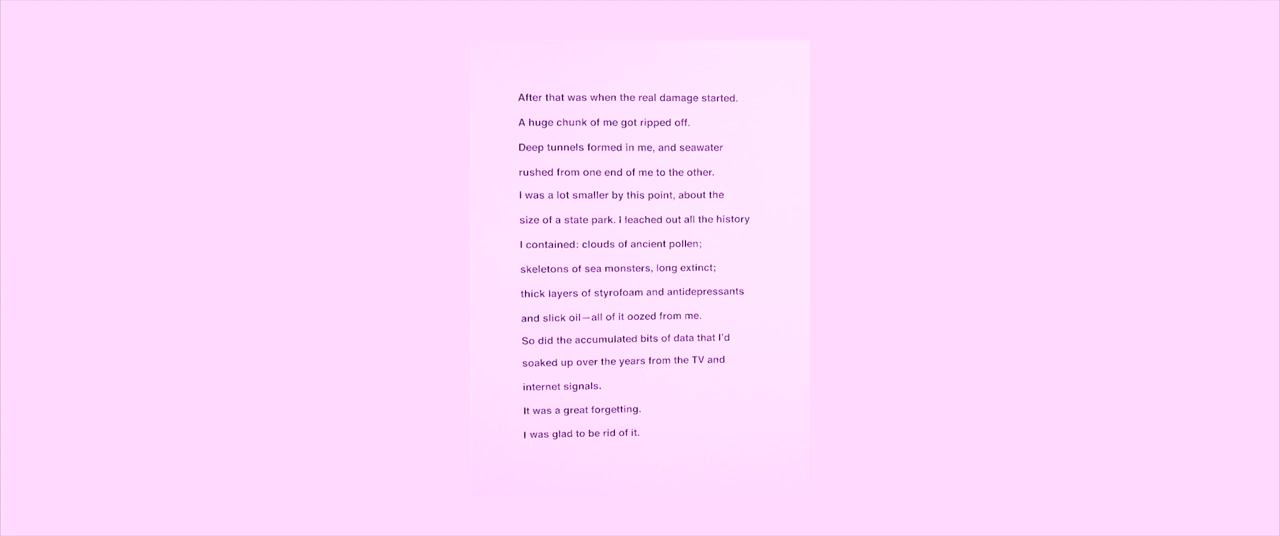 After that was when the real damage started.
A huge chunk of me got ripped off.
Deep tunnels formed in me, and seawater
rushed from one end of me to the other.
I was a lot smaller by this point, about the
size of a state park. I leached out all the history
I contained: clouds of ancient pollen;
skeletons of sea monsters, long extinct;
thick layers of styrofoam and antidepressants
and slick oil—all of it oozed from me.
So did the accumulated bits of data that I'd
soaked up over the years from the TV and
internet signals.
It was a great forgetting.
I was glad to be rid of it.